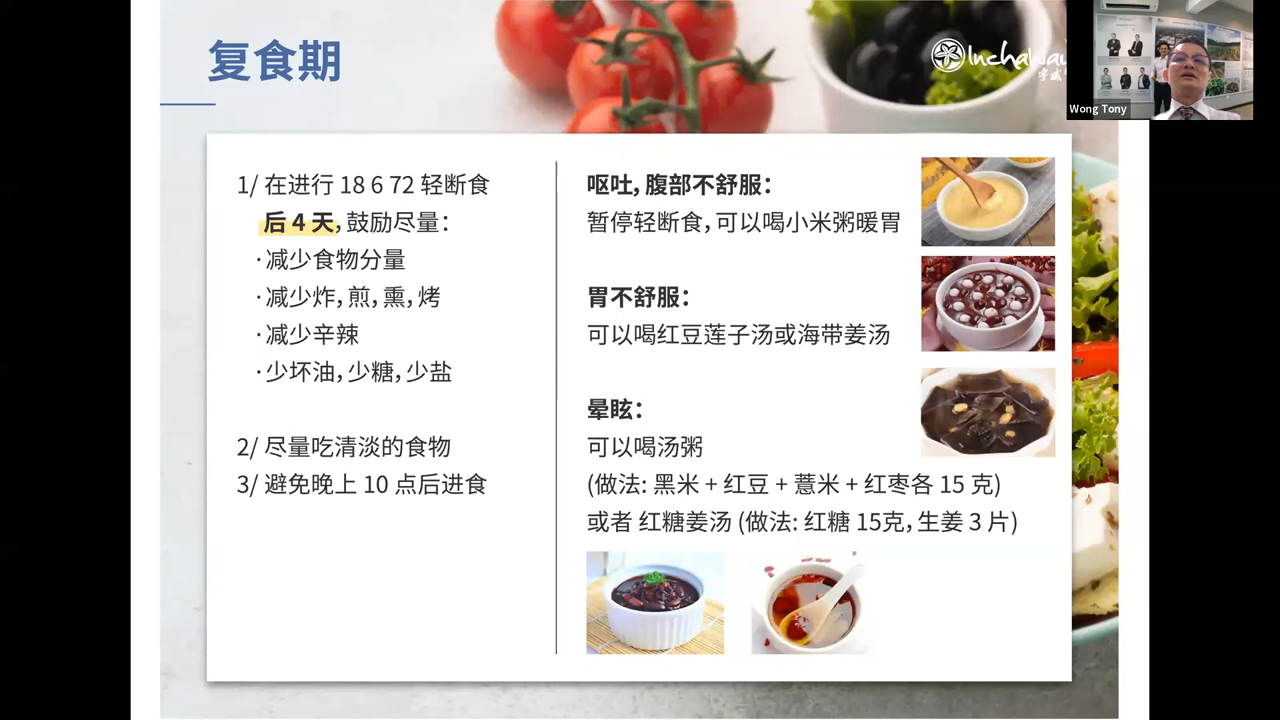 复食期
Inchaway
宇威
Wong Tony
1/ 在进行 18 6 72 轻断食
后 4 天, 鼓励尽量:
·减少食物分量
·减少炸, 煎, 熏, 烤
·减少辛辣
·少坏油, 少糖, 少盐
2/ 尽量吃清淡的食物
3/ 避免晚上 10 点后进食
呕吐, 腹部不舒服:
暂停轻断食, 可以喝小米粥暖胃
胃不舒服:
可以喝红豆莲子汤或海带姜汤
晕眩:
可以喝汤粥
(做法: 黑米 + 红豆 + 薏米 + 红枣各 15 克)
或者 红糖姜汤 (做法: 红糖 15克, 生姜 3 片)